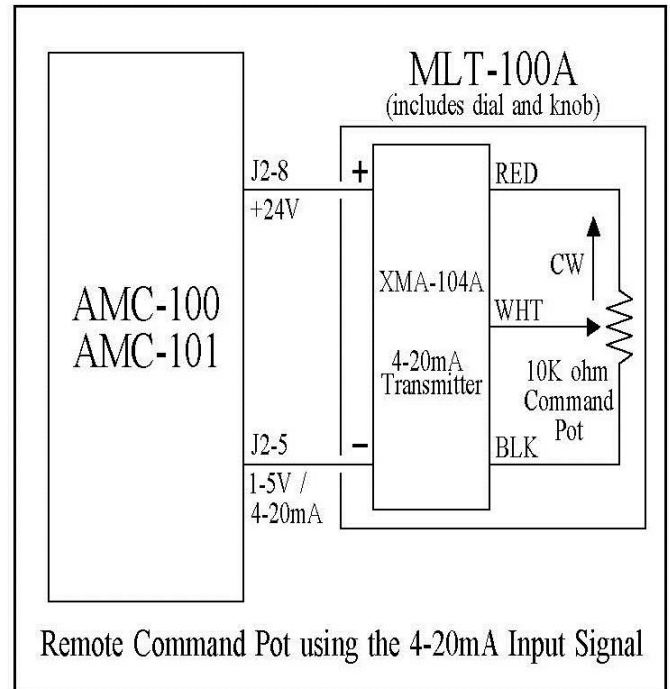 MLT-100A
(includes dial and knob)
J2-8
+24V
+
RED
CW
XMA-104A
WHT
AMC-100
AMC-101
4-20mA
Transmitter
10K ohm
Command
Pot
J2-5
1-5V /
4-20mA
-
BLK
Remote Command Pot using the 4-20mA Input Signal